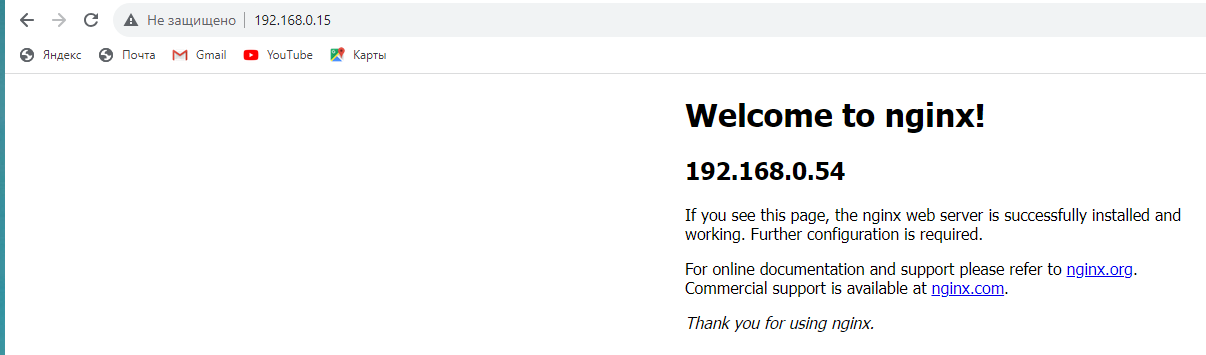 Не защищено 192.168.0.15
Яндекс Почта Gmail YouTube Карты
Welcome to nginx!
192.168.0.54
If you see this page, the nginx web server is successfully installed and
working. Further configuration is required.
For online documentation and support please refer to nginx.org.
Commercial support is available at nginx.com.
Thank you for using nginx.